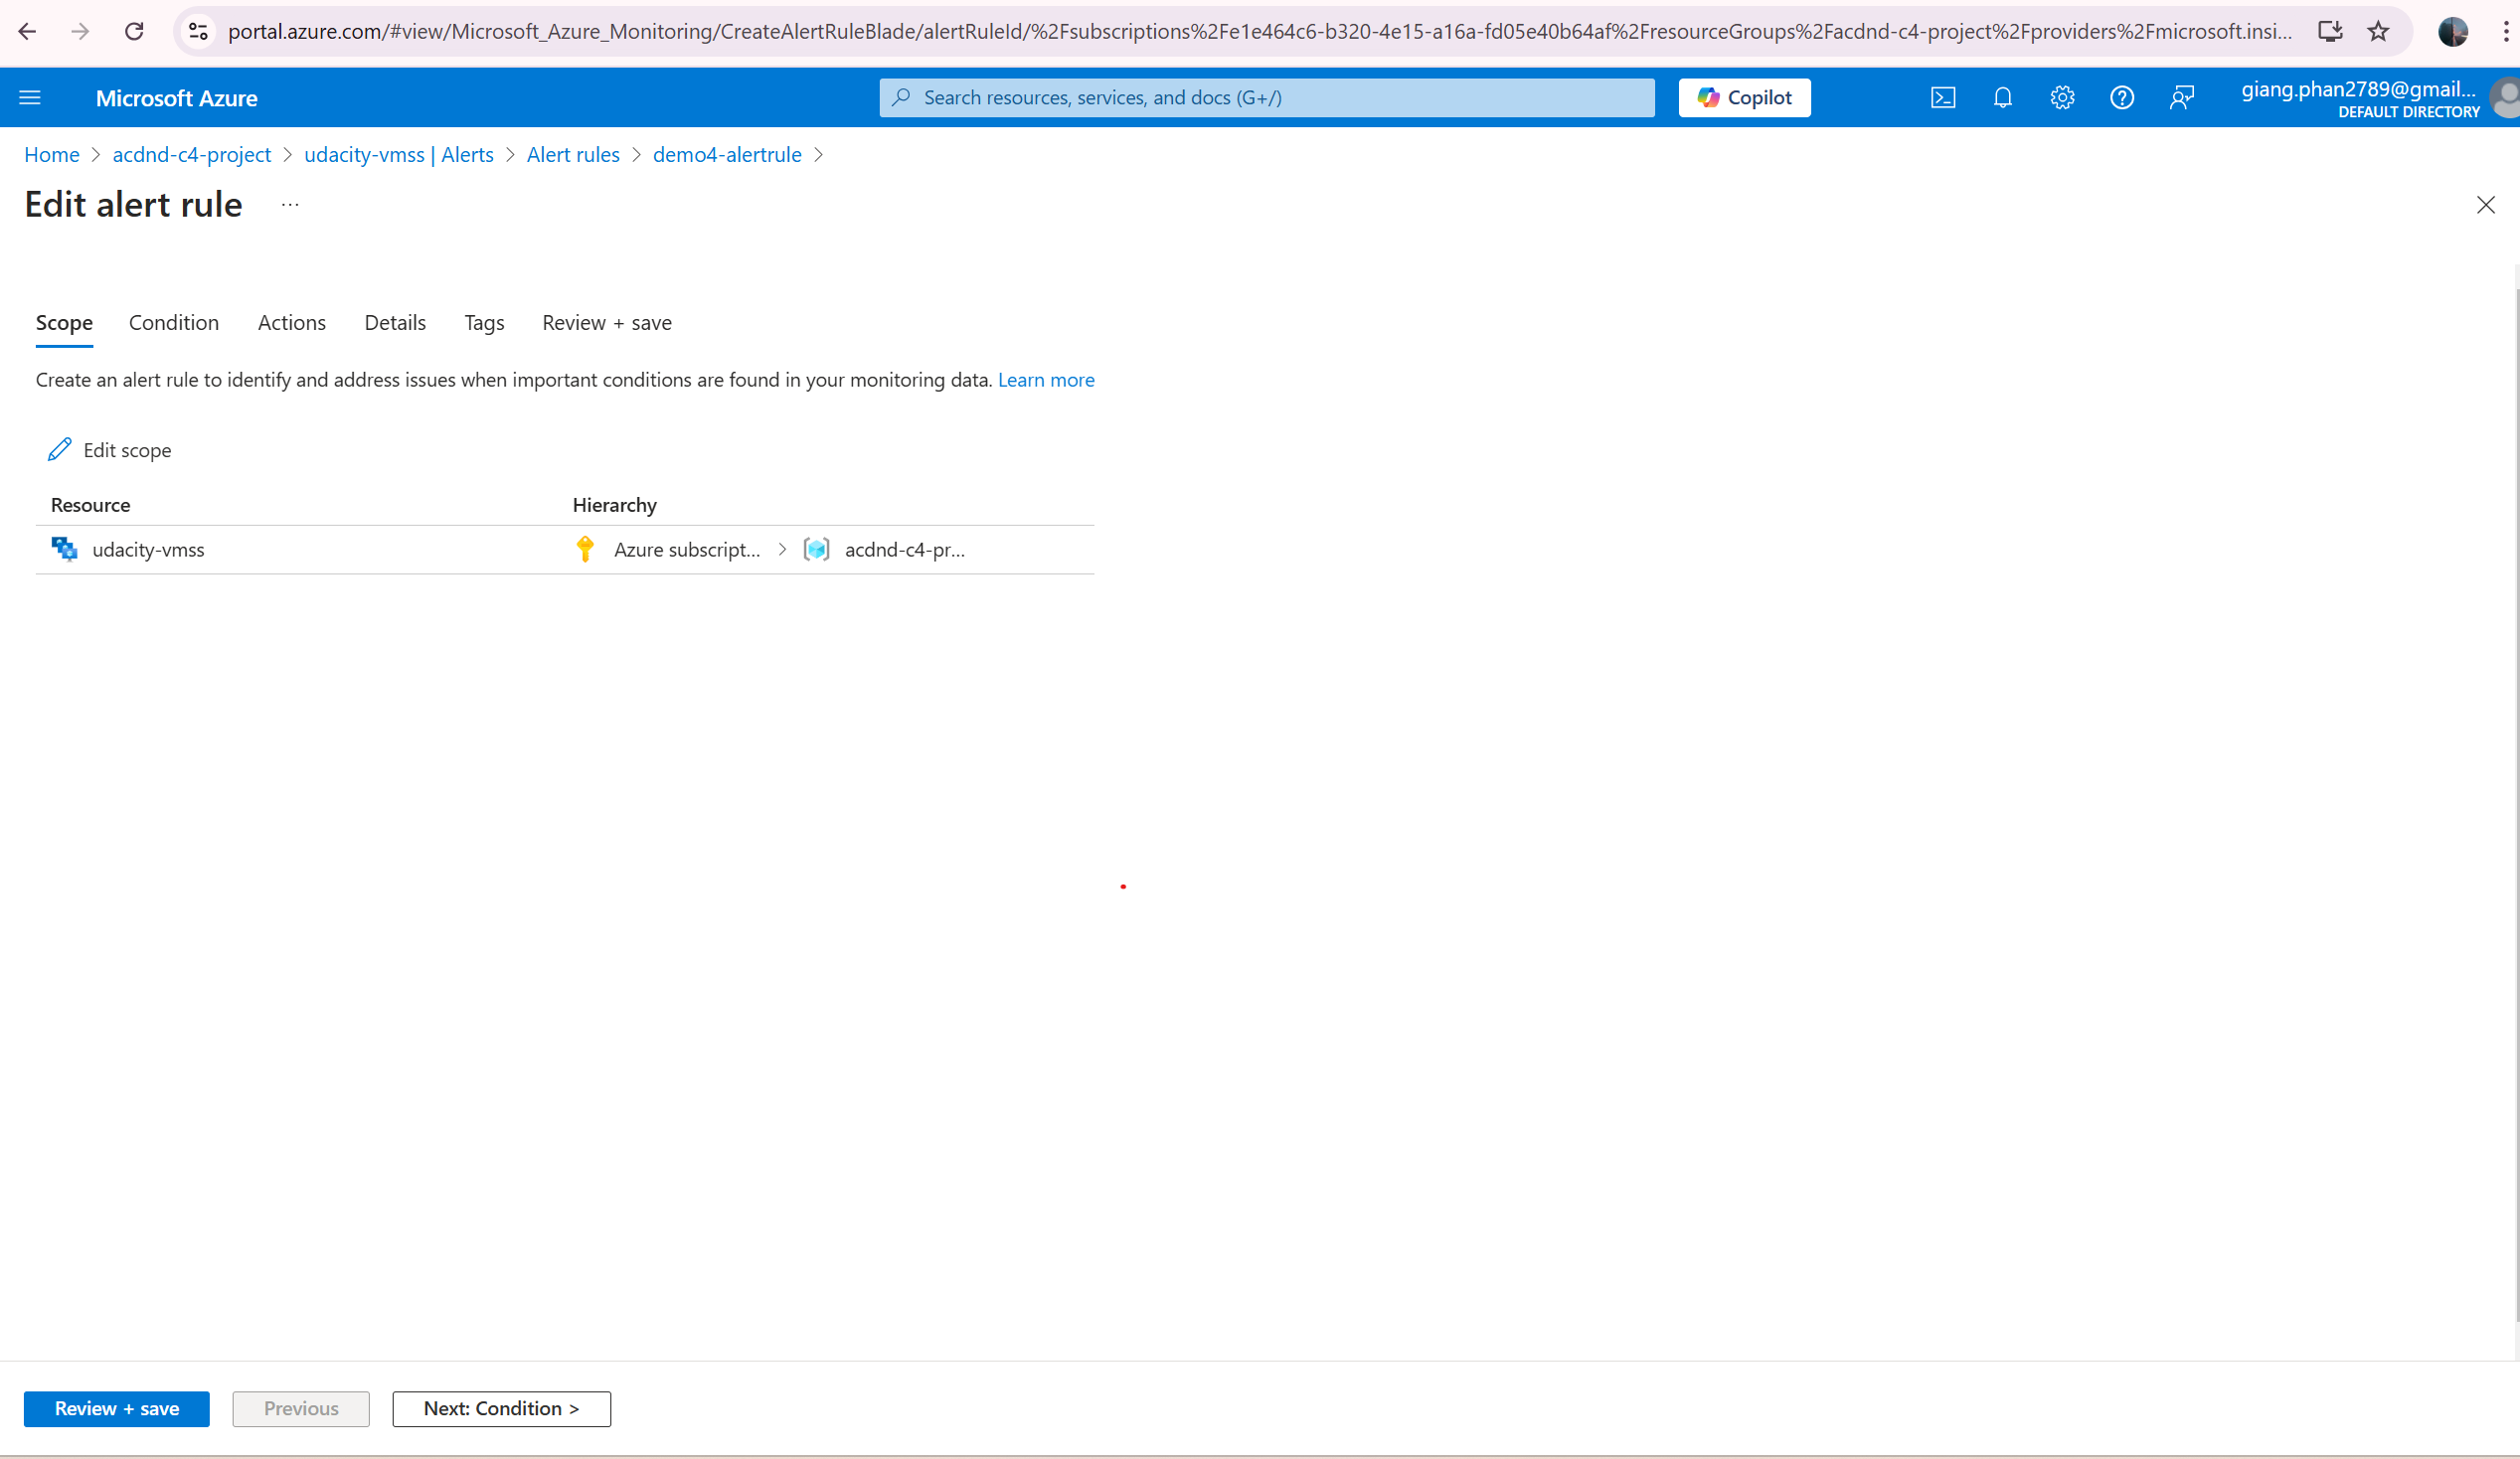 portal.azure.com/#view/Microsoft_Azure_Monitoring/CreateAlertRuleBlade/alertRuleId/%2Fsubscriptions%2Fe1e464c6-b320-4e15-a16a-fd05e40b64af%2FresourceGroups%2Facdnd-c4-project%2Fproviders%2Fmicrosoft.insi...
Microsoft Azure
Search resources, services, and docs (G+/)
Copilot
giang.phan2789@gmail...
DEFAULT DIRECTORY
Home > acdnd-c4-project > udacity-vmss | Alerts > Alert rules > demo4-alertrule >
Edit alert rule ...
Scope Condition Actions Details Tags Review + save
Create an alert rule to identify and address issues when important conditions are found in your monitoring data. Learn more
Edit scope
Resource Hierarchy
udacity-vmss Azure subscript... > acdnd-c4-pr...
Review + save Previous Next: Condition >